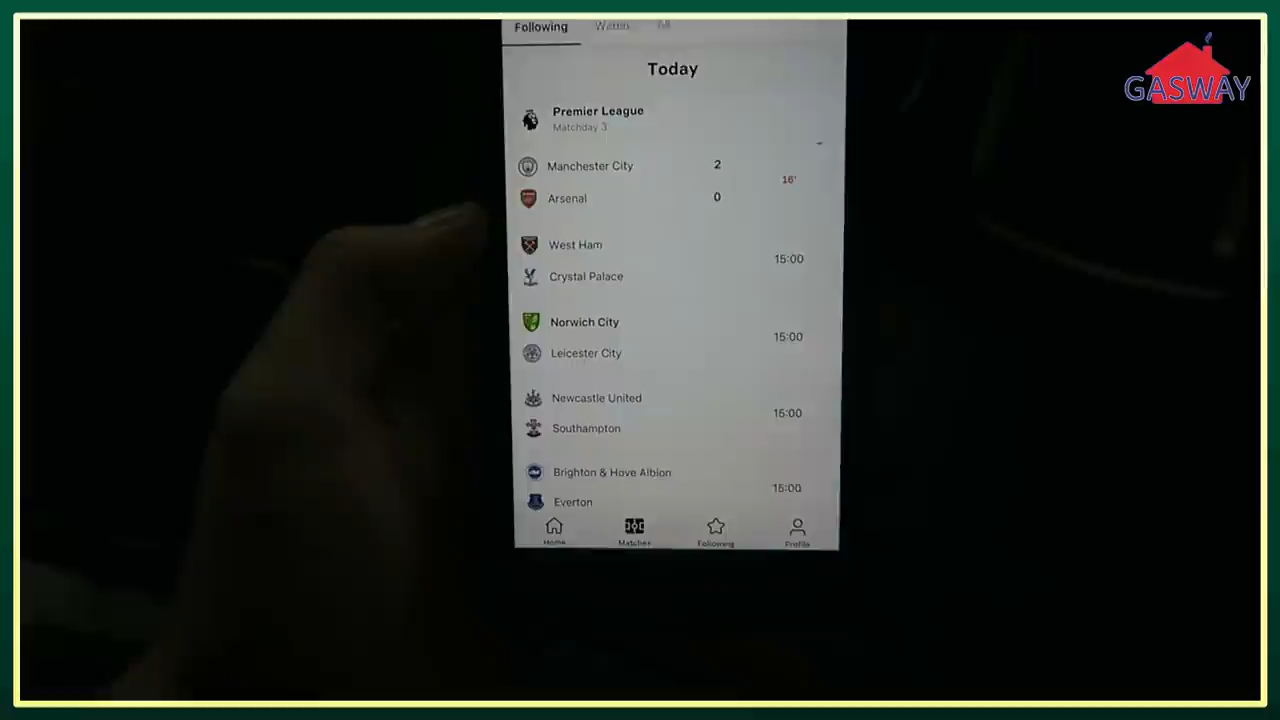 GASWAY
Following
Today
Premier League
Matchday 3
Manchester City 2
16'
Arsenal 0
West Ham
15:00
Crystal Palace
Norwich City
15:00
Leicester City
Newcastle United
15:00
Southampton
Brighton & Hove Albion
15:00
Everton
Home Matches Following Profile